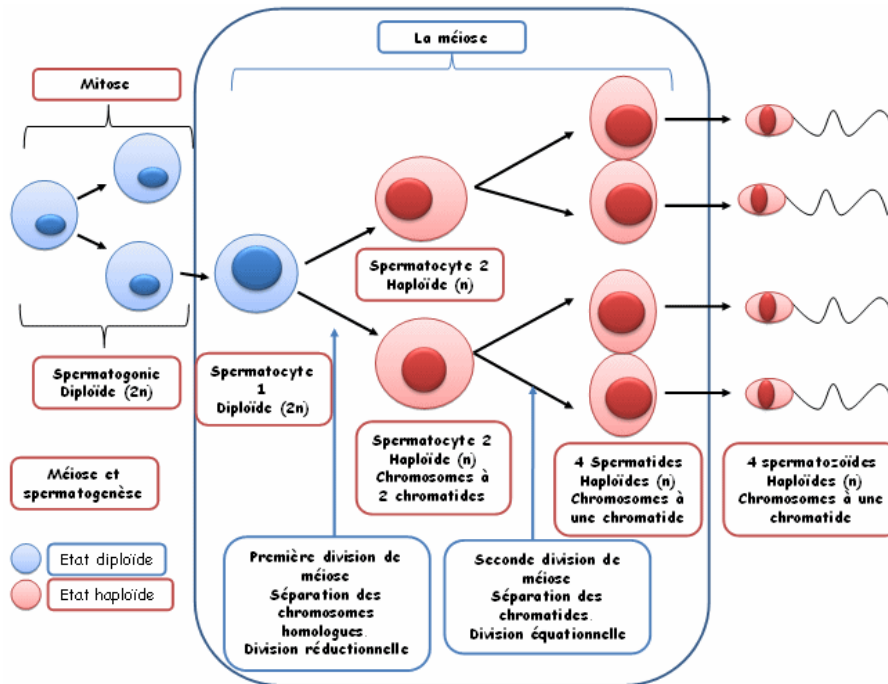 La méiose
Mitose
Spermatogonie
Diploïde (2n)
Spermatocyte
1
Diploïde (2n)
Spermatocyte 2
Haploïde (n)
Spermatocyte 2
Haploïde (n)
Chromosomes à
2 chromatides
4 Spermatides
Haploïdes (n)
Chromosomes à
une chromatide
4 spermatozoïdes
Haploïdes (n)
Chromosomes à une
chromatide
Méiose et
spermatogenèse
Etat diploïde
Etat haploïde
Première division de
méiose
Séparation des
chromosomes
homologues.
Division réductionnelle
Seconde division de
méiose
Séparation des
chromatides.
Division équationnelle